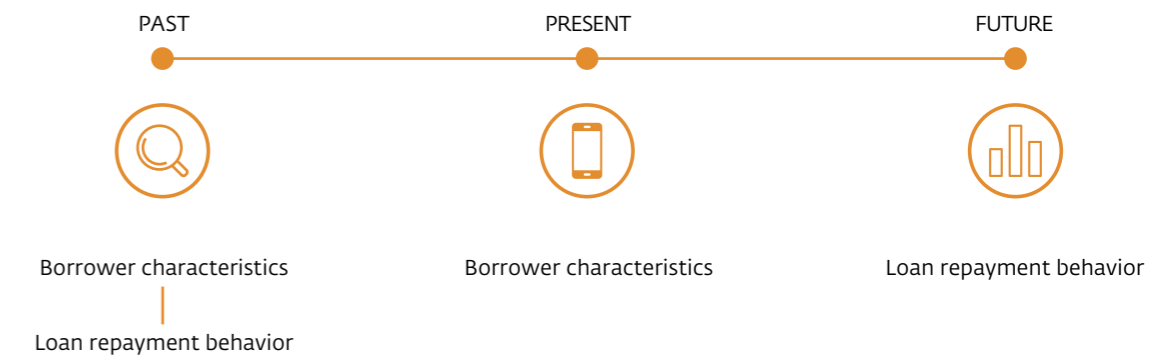 PAST
PRESENT
FUTURE
Borrower characteristics
Borrower characteristics
Loan repayment behavior
Loan repayment behavior